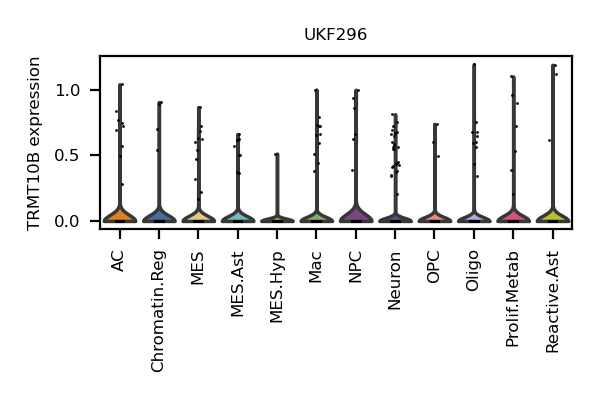 UKF296
TRMT10B expression
1.0
0.5
0.0
AC
Chromatin.Reg
MES
MES.Ast
MES.Hyp
Mac
NPC
Neuron
OPC
Oligo
Prolif.Metab
Reactive.Ast